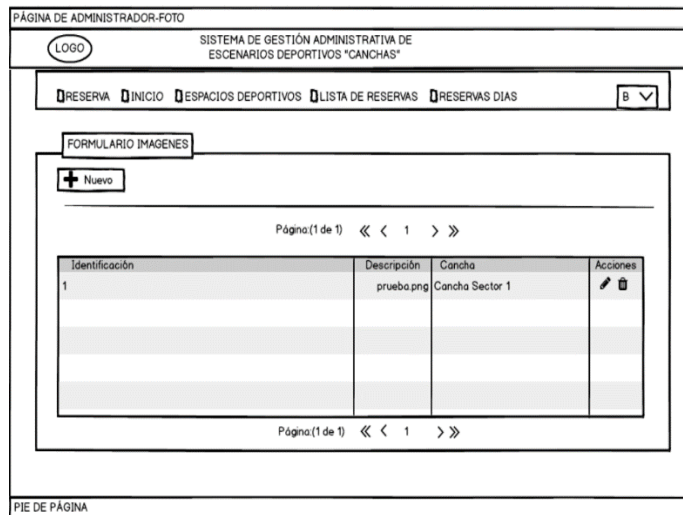 PÁGINA DE ADMINISTRADOR-FOTO
LOGO
SISTEMA DE GESTIÓN ADMINISTRATIVA DE
ESCENARIOS DEPORTIVOS "CANCHAS"
RESERVA INICIO ESPACIOS DEPORTIVOS LISTA DE RESERVAS RESERVAS DIAS B
FORMULARIO IMAGENES
Nuevo
Página:(1 de 1) 1
Identificación Descripción Cancha Acciones
1 prueba.png Cancha Sector 1
Página:(1 de 1) 1
PIE DE PÁGINA